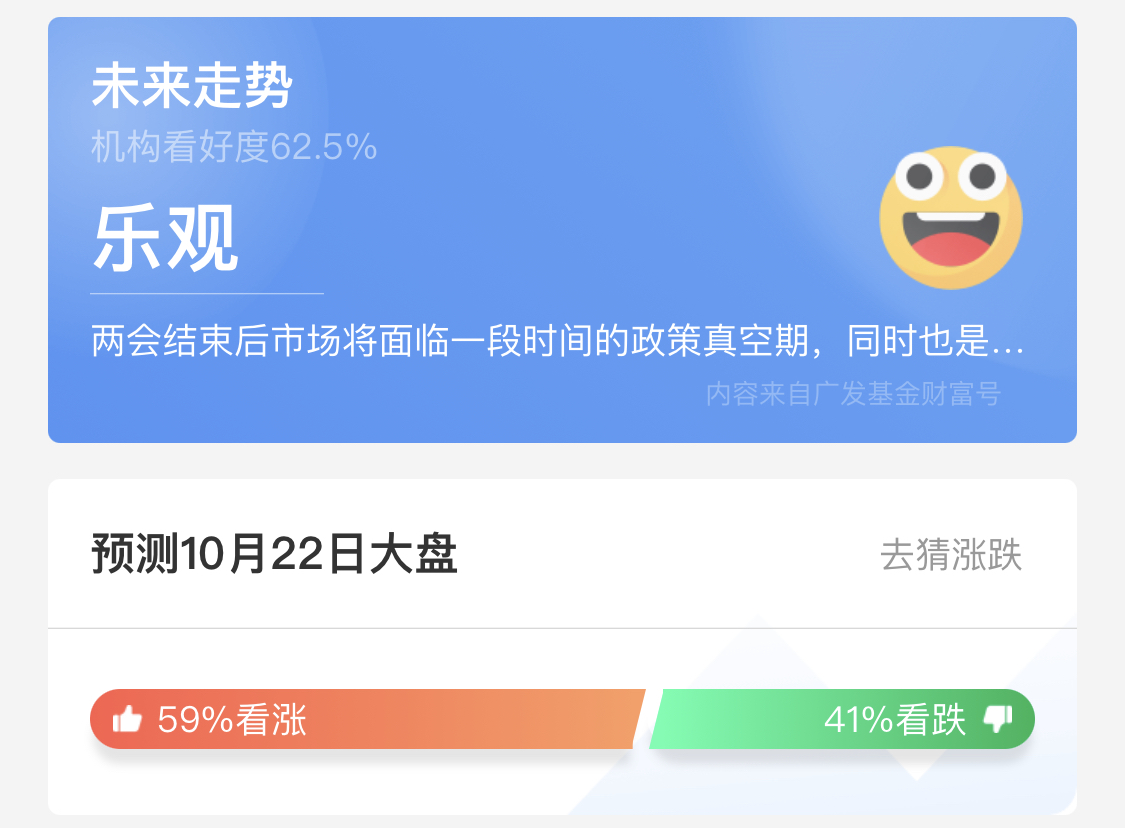 未来走势
机构看好度62.5%
乐观
两会结束后市场将面临一段时间的政策真空期，同时也是...
内容来自广发基金财富号
预测10月22日大盘
去猜涨跌
59%看涨
41%看跌